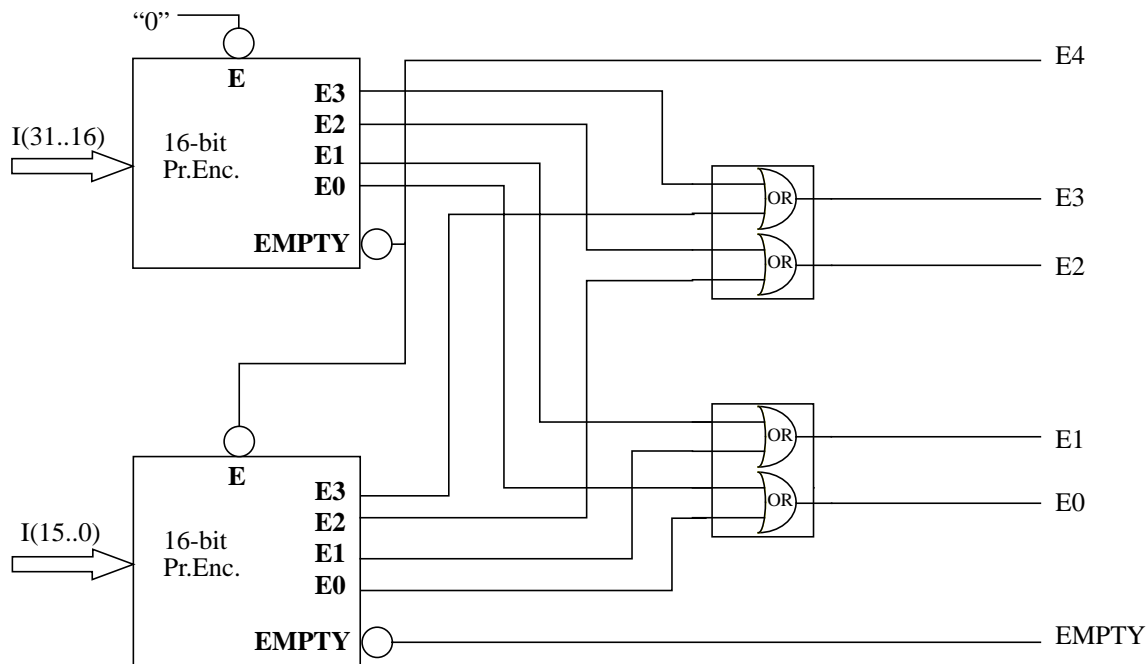 “0”
E
I(31..16)
16-bit
Pr.Enc.
E3
E2
E1
E0
EMPTY
E4
OR
E3
OR
E2
E
I(15..0)
16-bit
Pr.Enc.
E3
E2
E1
E0
EMPTY
OR
E1
OR
E0
EMPTY